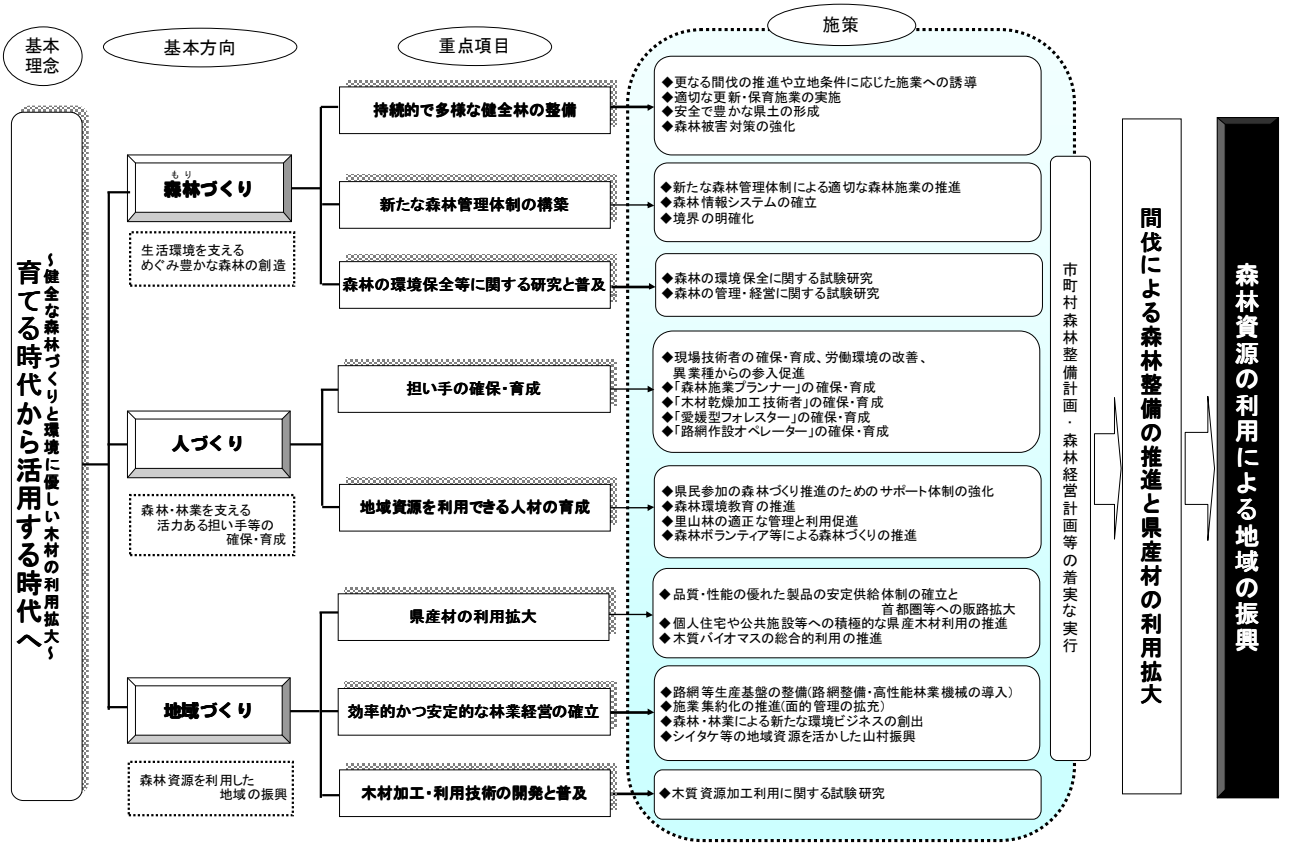 基本
理念
基本方向
重点項目
施策
育てる時代から活用する時代へ
～健全な森林づくりと環境に優しい木材の利用拡大～
もり
森林づくり
生活環境を支える
めぐみ豊かな森林の創造
持続的で多様な健全林の整備
◆更なる間伐の推進や立地条件に応じた施業への誘導
◆適切な更新・保育施業の実施
◆安全で豊かな県土の形成
◆森林被害対策の強化
新たな森林管理体制の構築
◆新たな森林管理体制による適切な森林施業の推進
◆森林情報システムの確立
◆境界の明確化
森林の環境保全等に関する研究と普及
◆森林の環境保全に関する試験研究
◆森林の管理・経営に関する試験研究
人づくり
森林・林業を支える
活力ある担い手等の
確保・育成
担い手の確保・育成
◆現場技術者の確保・育成、労働環境の改善、
異業種からの参入促進
◆「森林施業プランナー」の確保・育成
◆「木材乾燥加工技術者」の確保・育成
◆「愛媛型フォレスター」の確保・育成
◆「路網作設オペレーター」の確保・育成
地域資源を利用できる人材の育成
◆県民参加の森林づくり推進のためのサポート体制の強化
◆森林環境教育の推進
◆里山林の適正な管理と利用促進
◆森林ボランティア等による森林づくりの推進
地域づくり
森林資源を利用した
地域の振興
県産材の利用拡大
◆品質・性能の優れた製品の安定供給体制の確立と
首都圏等への販路拡大
◆個人住宅や公共施設等への積極的な県産木材利用の推進
◆木質バイオマスの総合的利用の推進
効率的かつ安定的な林業経営の確立
◆路網等生産基盤の整備(路網整備・高性能林業機械の導入)
◆施業集約化の推進(面的管理の拡充)
◆森林・林業による新たな環境ビジネスの創出
◆シイタケ等の地域資源を活かした山村振興
木材加工・利用技術の開発と普及
◆木質資源加工利用に関する試験研究
市町村森林整備計画・森林経営計画等の着実な実行
間伐による森林整備の推進と県産材の利用拡大
森林資源の利用による地域の振興